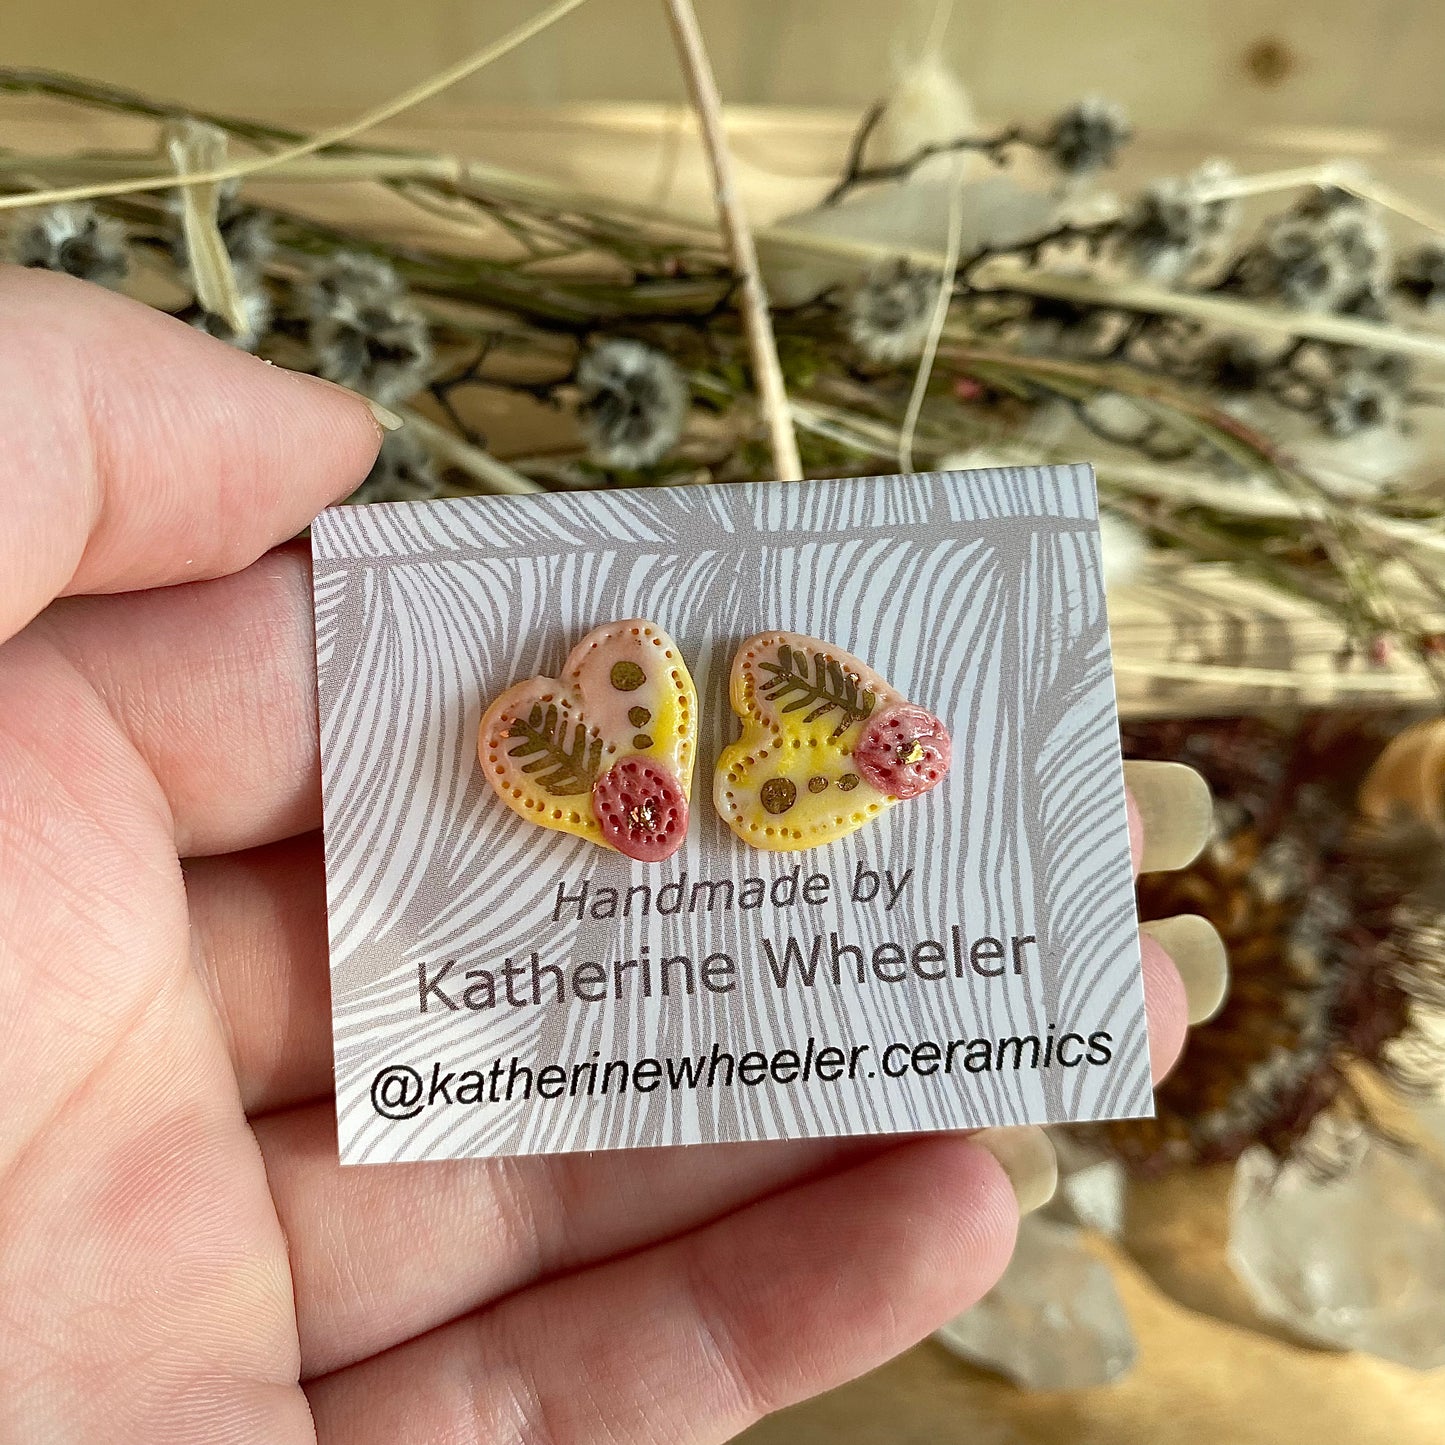 Handmade by
Katherine Wheeler
@katherinewheeler.ceramics